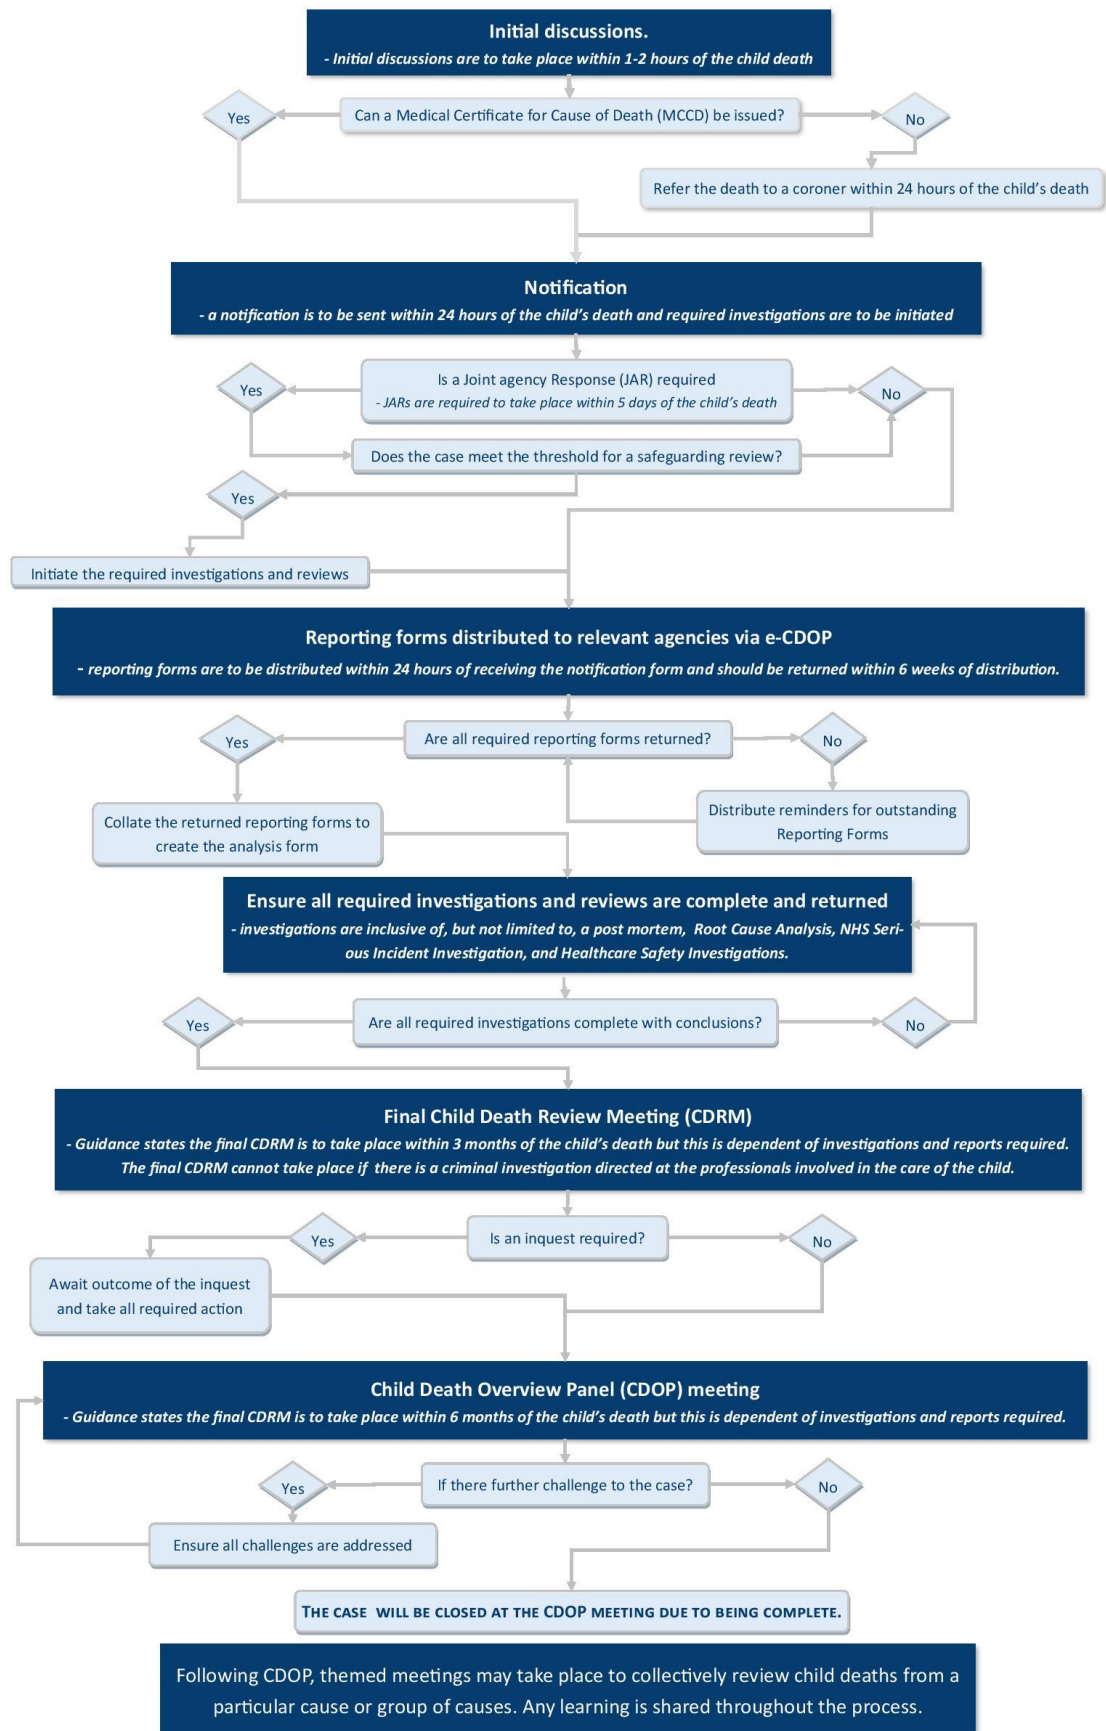 Initial discussions.
- Initial discussions are to take place within 1-2 hours of the child death
Yes
Can a Medical Certificate for Cause of Death (MCCD) be issued?
No
Refer the death to a coroner within 24 hours of the child's death
Notification
- a notification is to be sent within 24 hours of the child's death and required investigations are to be initiated
Yes
Is a Joint agency Response (JAR) required
- JARs are required to take place within 5 days of the child's death
No
Does the case meet the threshold for a safeguarding review?
Yes
Initiate the required investigations and reviews
Reporting forms distributed to relevant agencies via e-CDOP
- reporting forms are to be distributed within 24 hours of receiving the notification form and should be returned within 6 weeks of distribution.
Yes
Are all required reporting forms returned?
No
Collate the returned reporting forms to
create the analysis form
Distribute reminders for outstanding
Reporting Forms
Ensure all required investigations and reviews are complete and returned
- investigations are inclusive of, but not limited to, a post mortem, Root Cause Analysis, NHS Seri-
ous Incident Investigation, and Healthcare Safety Investigations.
Yes
Are all required investigations complete with conclusions?
No
Final Child Death Review Meeting (CDRM)
- Guidance states the final CDRM is to take place within 3 months of the child's death but this is dependent of investigations and reports required.
The final CDRM cannot take place if there is a criminal investigation directed at the professionals involved in the care of the child.
Yes
Is an inquest required?
No
Await outcome of the inquest
and take all required action
Child Death Overview Panel (CDOP) meeting
- Guidance states the final CDRM is to take place within 6 months of the child's death but this is dependent of investigations and reports required.
Yes
If there further challenge to the case?
No
Ensure all challenges are addressed
THE CASE WILL BE CLOSED AT THE CDOP MEETING DUE TO BEING COMPLETE.
Following CDOP, themed meetings may take place to collectively review child deaths from a
particular cause or group of causes. Any learning is shared throughout the process.